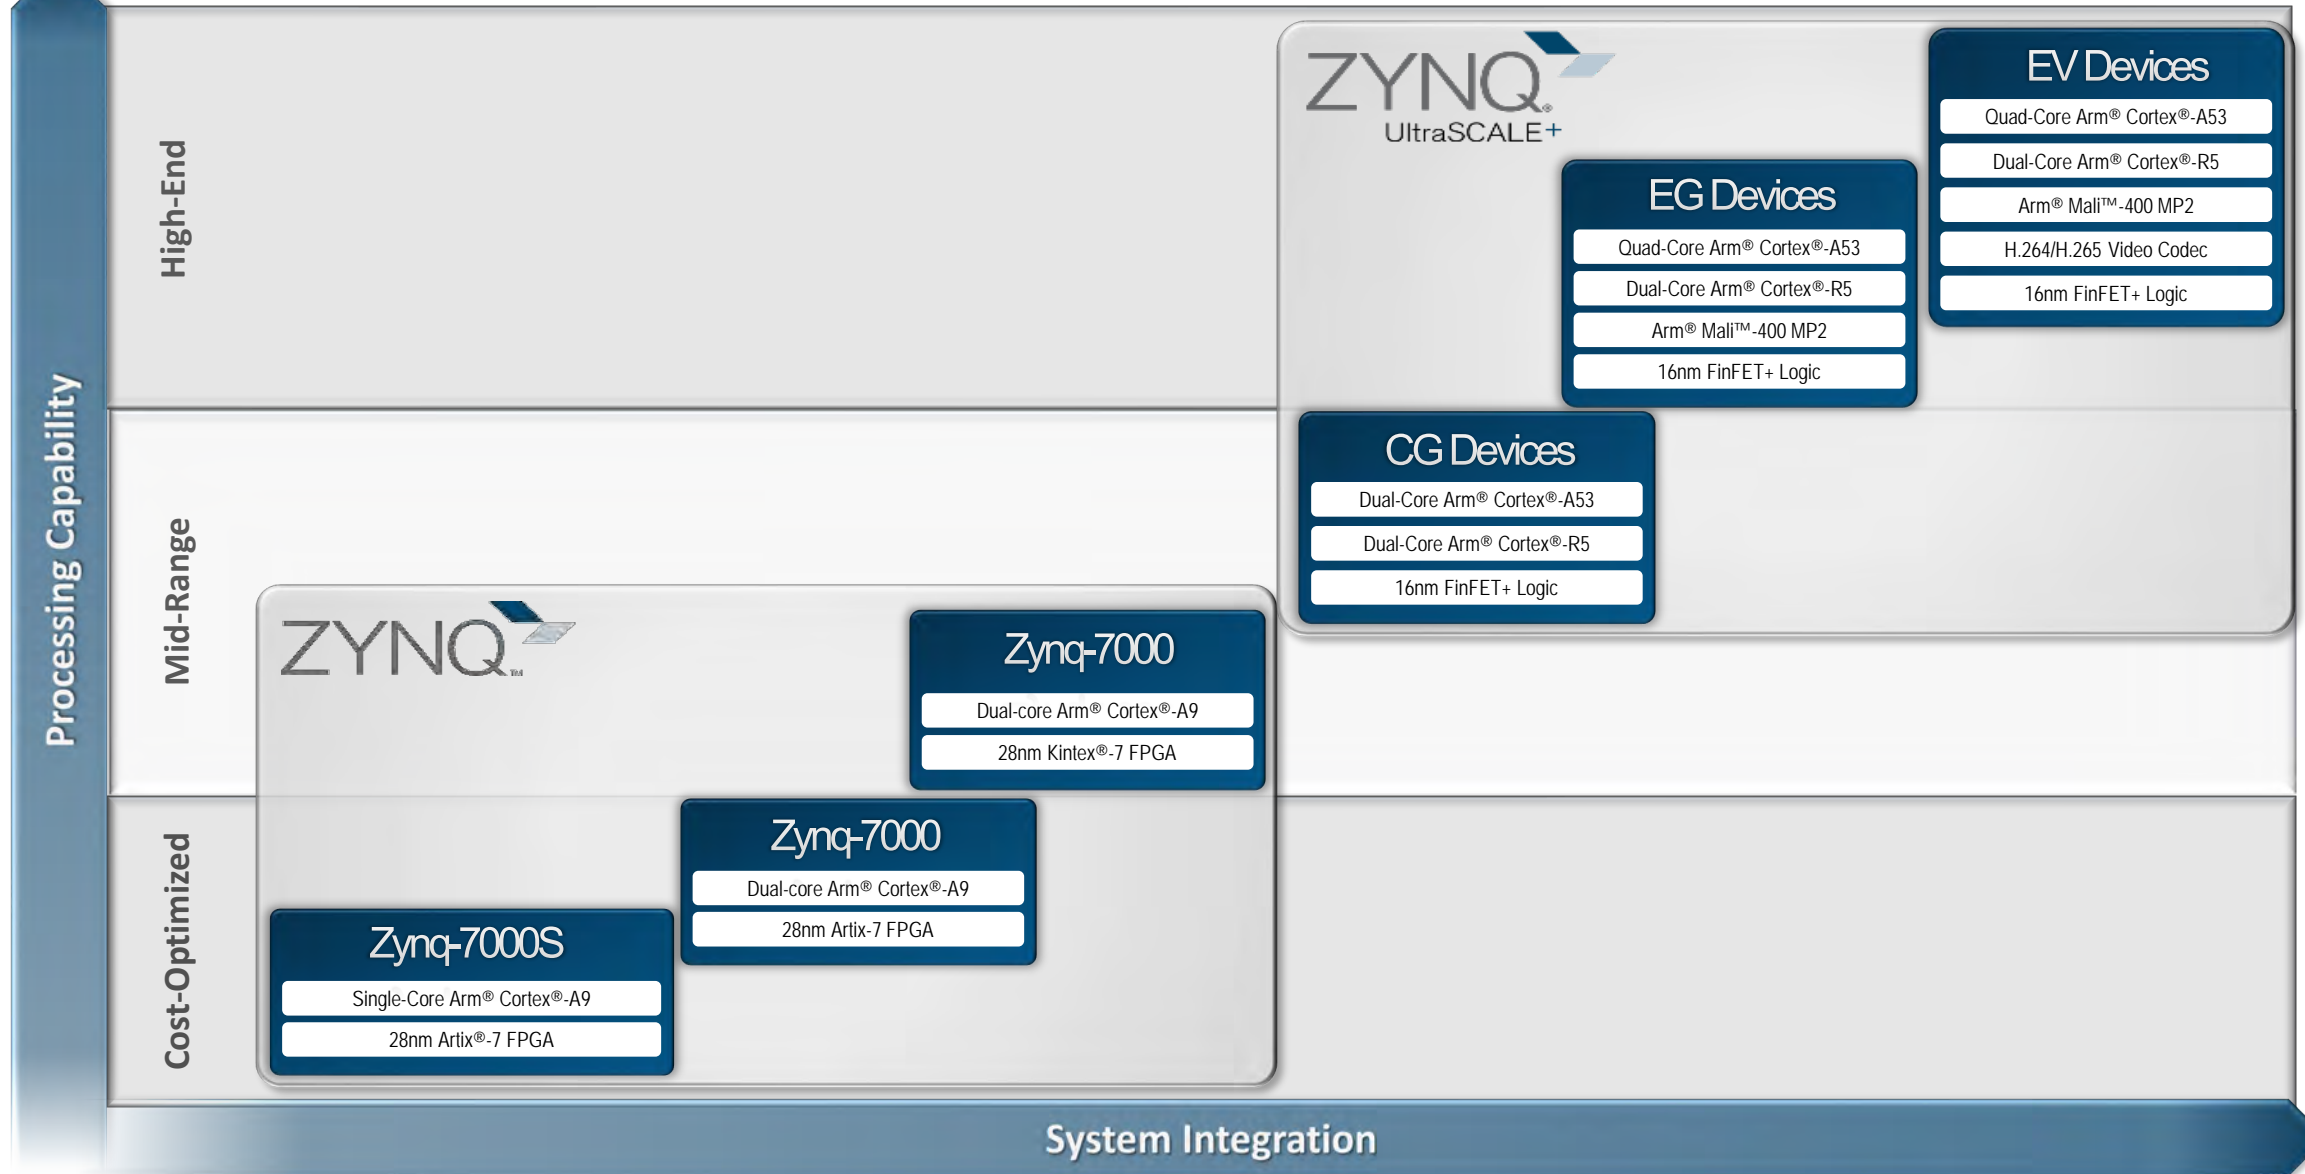 Processing Capability
High-End
Mid-Range
Cost-Optimized
System Integration
ZYNQ®
UltraSCALE+
EV Devices
Quad-Core Arm® Cortex®-A53
Dual-Core Arm® Cortex®-R5
Arm® Mali™-400 MP2
H.264/H.265 Video Codec
16nm FinFET+ Logic
EG Devices
Quad-Core Arm® Cortex®-A53
Dual-Core Arm® Cortex®-R5
Arm® Mali™-400 MP2
16nm FinFET+ Logic
CG Devices
Dual-Core Arm® Cortex®-A53
Dual-Core Arm® Cortex®-R5
16nm FinFET+ Logic
ZYNQ™
Zynq-7000
Dual-core Arm® Cortex®-A9
28nm Kintex®-7 FPGA
Zynq-7000
Dual-core Arm® Cortex®-A9
28nm Artix-7 FPGA
Zynq-7000S
Single-Core Arm® Cortex®-A9
28nm Artix®-7 FPGA